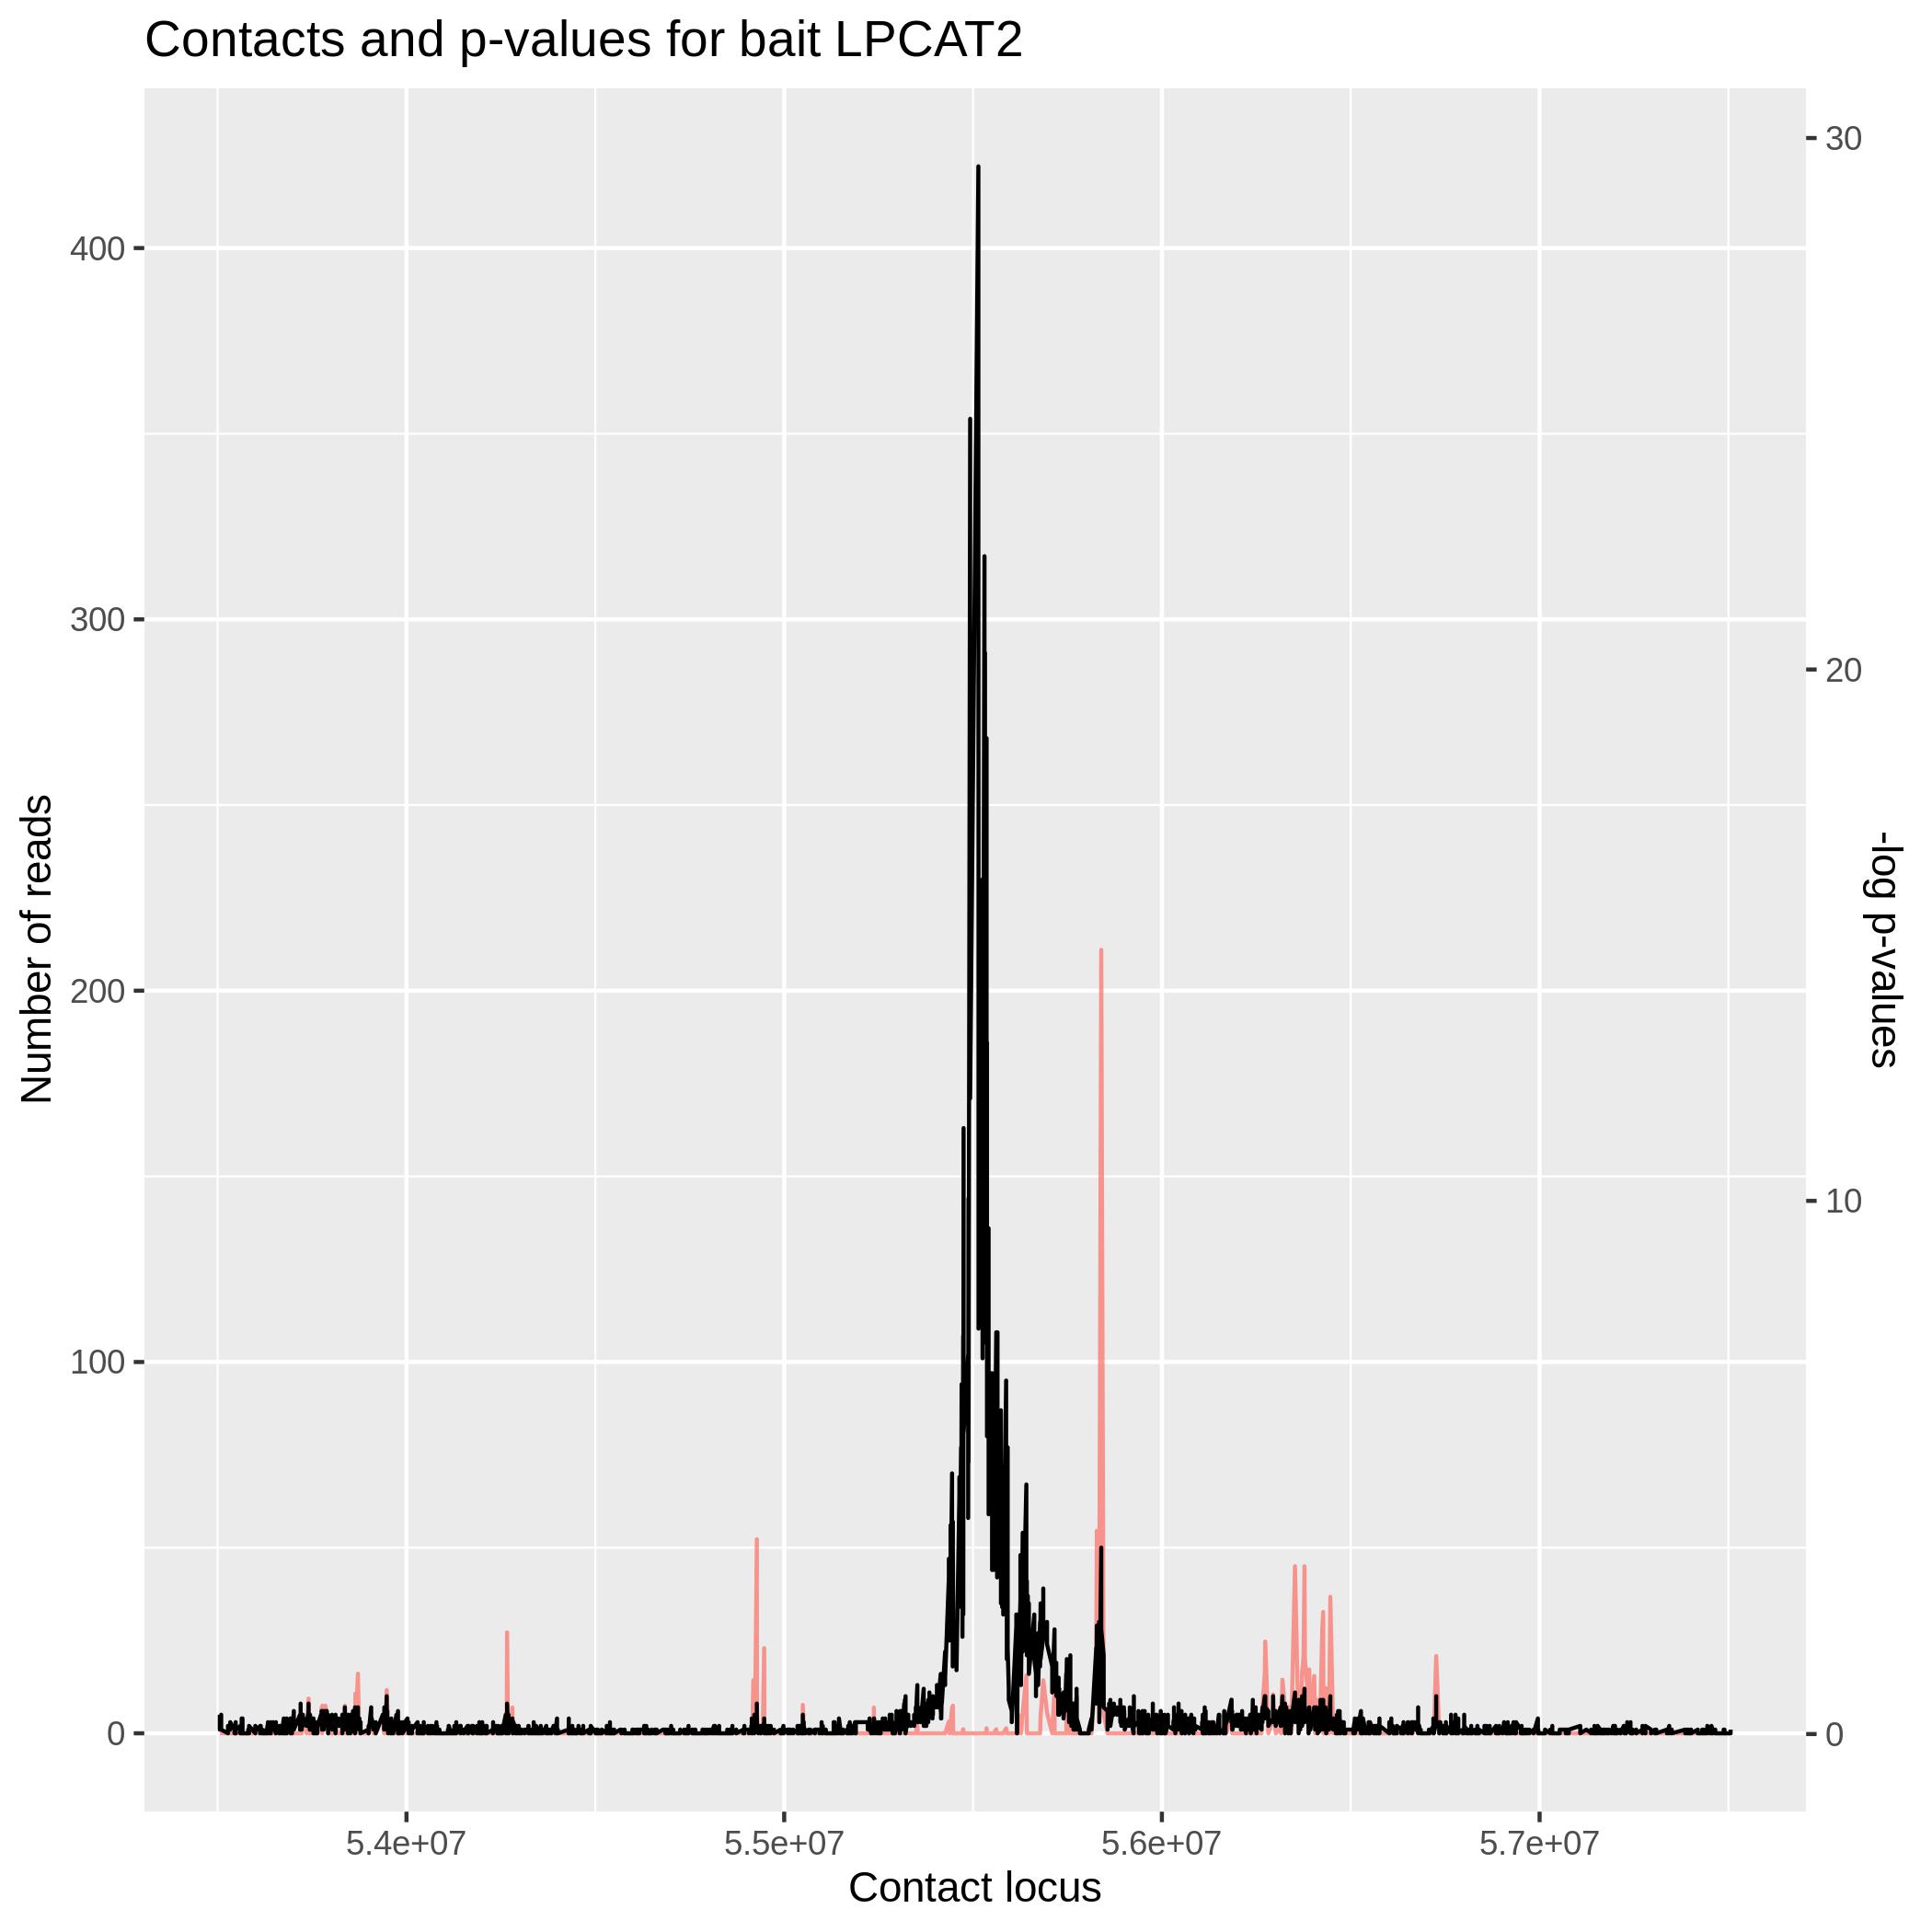 Contacts and p-values for bait LPCAT2
Number of reads
400
300
200
100
0
30
20
10
0
-log p-values
5.4e+07
5.5e+07
5.6e+07
5.7e+07
Contact locus